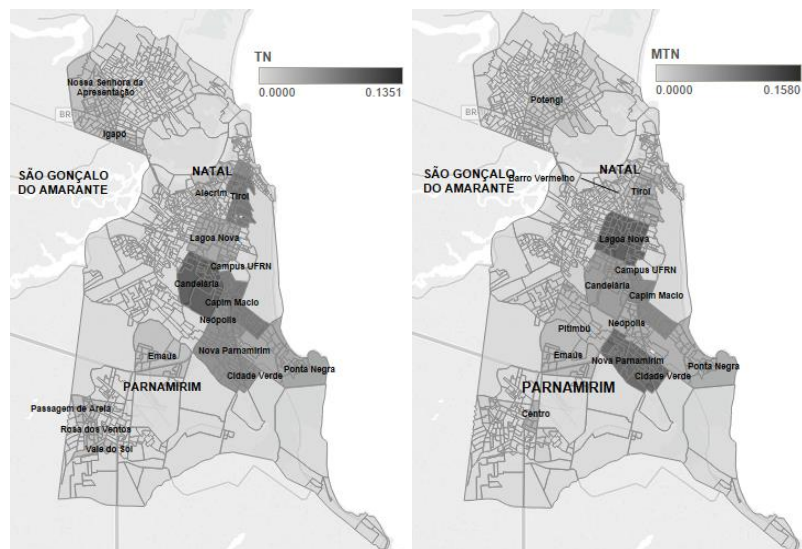 TN
0.0000 0.1351
Nossa Senhora da
Apresentação
BR
Igapó
SÃO GONÇALO
DO AMARANTE
NATAL
Alecrim
Tirol
Lagoa Nova
Campus UFRN
Candelária
Capim Macio
Neópolis
Nova Parnamirim
Emaús
Ponta Negra
Cidade Verde
PARNAMIRIM
Passagem de Areia
Rosa dos Ventos
Vale do Sol
MTN
0.0000 0.1580
Potengi
BR
SÃO GONÇALO
DO AMARANTE
NATAL
Barro Vermelho
Tirol
Lagoa Nova
Campus UFRN
Candelária
Capim Macio
Neópolis
Pitimbú
Emaús
Nova Parnamirim
Ponta Negra
Cidade Verde
PARNAMIRIM
Centro